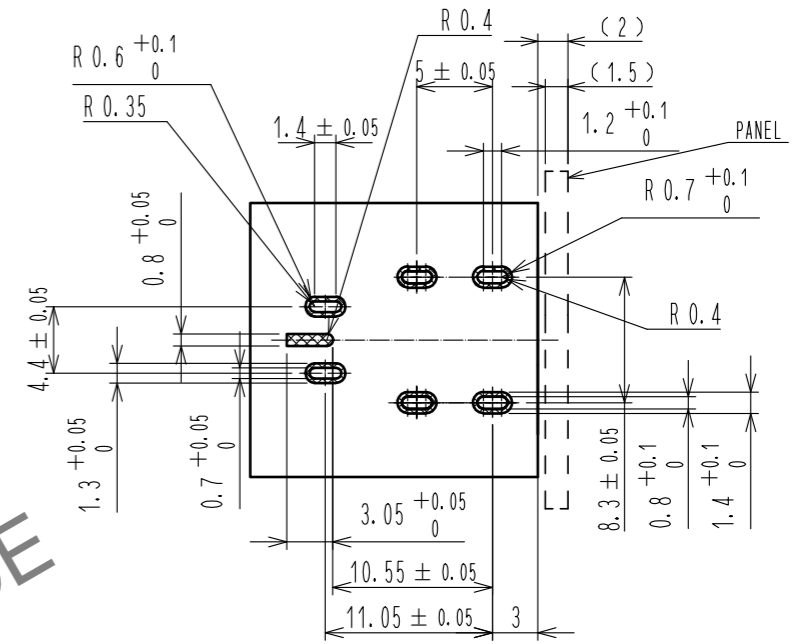 R 0.4
(2)
R 0.6 +0.1 0
5 ± 0.05
(1.5)
R 0.35
1.4 ± 0.05
1.2 +0.1 0
PANEL
0.8 +0.05 0
R 0.7 +0.1 0
4.4 ± 0.05
R 0.4
1.3 +0.05 0
0.7 +0.05 0
8.3 ± 0.05
0.8 +0.1 0
1.4 +0.1 0
3.05 +0.05 0
10.55 ± 0.05
11.05 ± 0.05
3